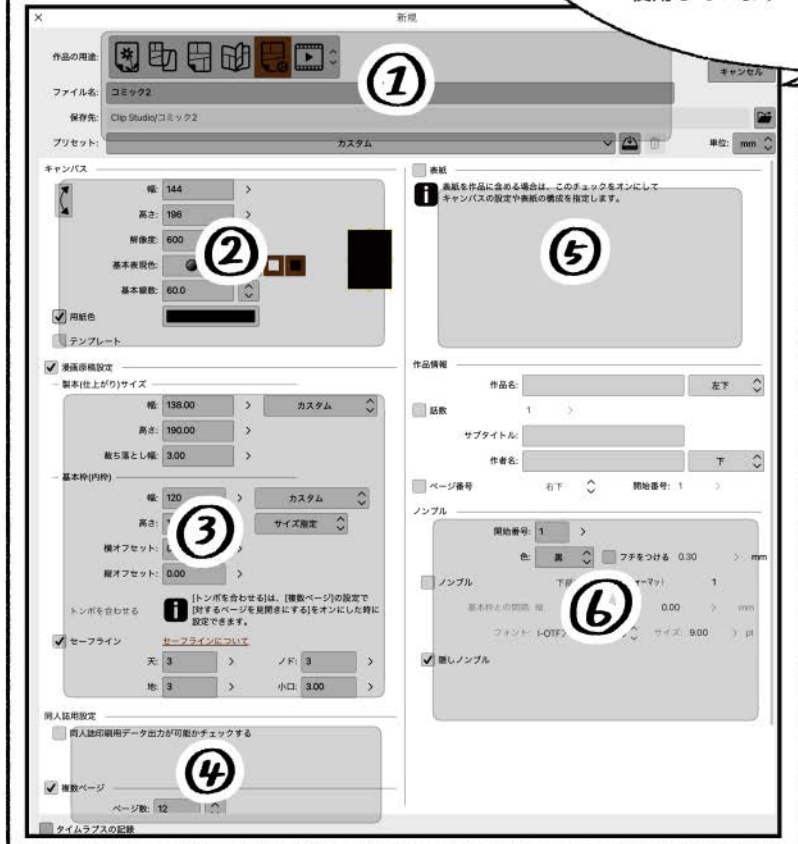 新規
作品の用途:
ファイル名: コミック2
キャンセル
保存先: Clip Studio/コミック2
プリセット: カスタム 単位: mm
①
キャンバス
幅: 144
高さ: 196
解像度: 600
基本表現色:
基本線数: 60.0
用紙色
テンプレート
②
漫画原稿設定
製本(仕上がり)サイズ
幅: 138.00 カスタム
高さ: 190.00
裁ち落とし幅: 3.00
基本枠(内枠)
幅: 120 カスタム
高さ: サイズ指定
横オフセット:
縦オフセット: 0.00
③
トンボを合わせる
[トンボを合わせる]は、[複数ページ]の設定で
[対するページを見開きにする]をオンにした時に
設定できます。
セーフライン セーフラインについて
天: 3 ノド: 3
地: 3 小口: 3.00
同人誌用設定
同人誌印刷用データ出力が可能かチェックする
④
複数ページ
ページ数: 12
タイムラプスの記録
表紙
表紙を作品に含める場合は、このチェックをオンにして
キャンバスの設定や表紙の構成を指定します。
⑤
作品情報
作品名: 左下
話数 1
サブタイトル:
作者名: 下
ページ番号 右下 開始番号: 1
ノンブル
開始番号: 1
色: 黒 フチをつける 0.30 mm
ノンブル 1
基本枠との間隔: 0.00 mm
フォント: サイズ: 9.00 pt
⑥
隠しノンブル